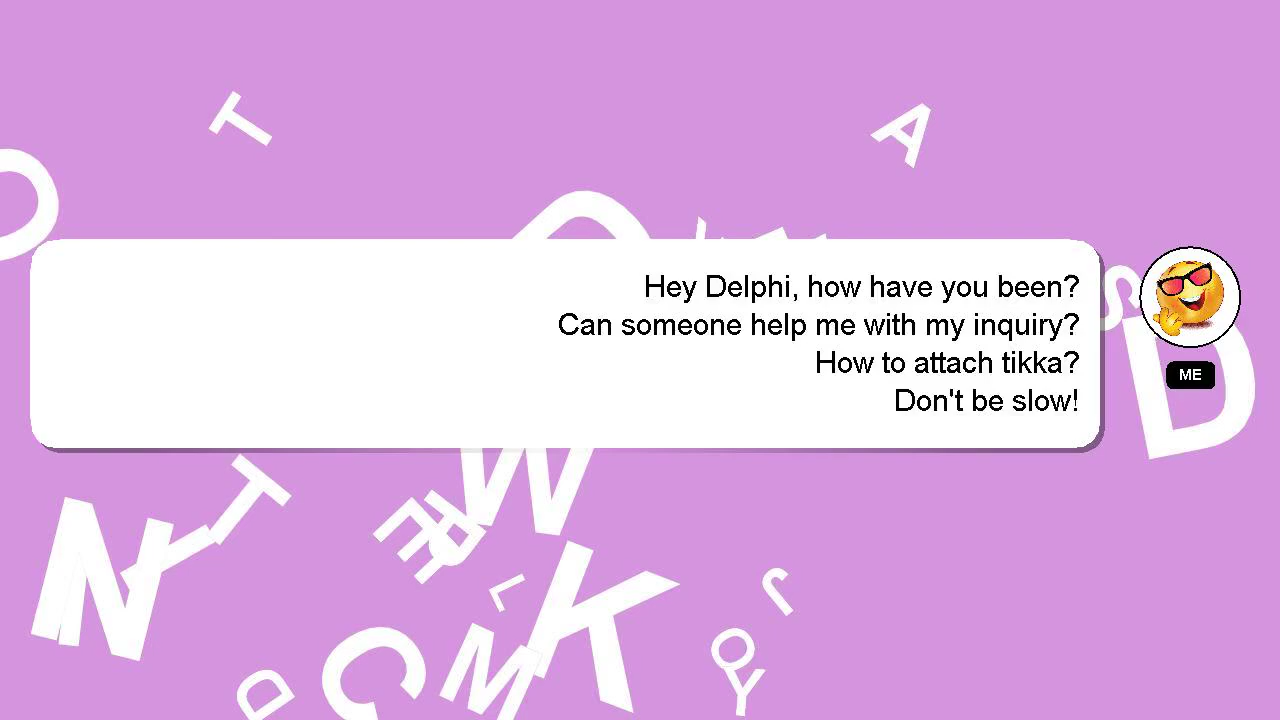 Hey Delphi, how have you been?
Can someone help me with my inquiry?
How to attach tikka?
Don't be slow!
ME
T
A
S
D
W
N
Y
T
E
R
L
K
J
M
C
D
O
Y